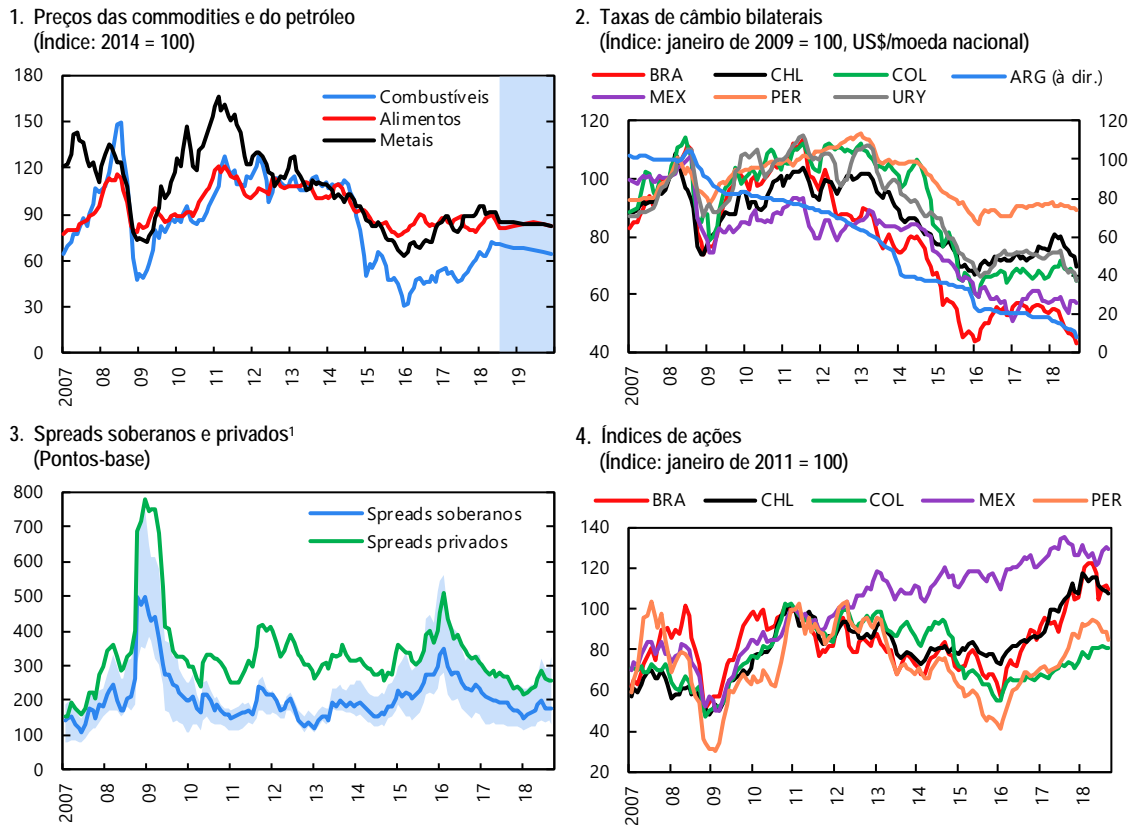 1. Preços das commodities e do petróleo
(Índice: 2014 = 100)
180
150
120
90
60
30
0
Combustíveis
Alimentos
Metais
2007 08 09 10 11 12 13 14 15 16 17 18 19
2. Taxas de câmbio bilaterais
(Índice: janeiro de 2009 = 100, US$/moeda nacional)
BRA CHL COL ARG (à dir.)
MEX PER URY
120
100
80
60
40
120
100
80
60
40
20
0
2007 08 09 10 11 12 13 14 15 16 17 18
3. Spreads soberanos e privados¹
(Pontos-base)
800
700
600
500
400
300
200
100
0
Spreads soberanos
Spreads privados
2007 08 09 10 11 12 13 14 15 16 17 18
4. Índices de ações
(Índice: janeiro de 2011 = 100)
BRA CHL COL MEX PER
140
120
100
80
60
40
20
2007 08 09 10 11 12 13 14 15 16 17 18